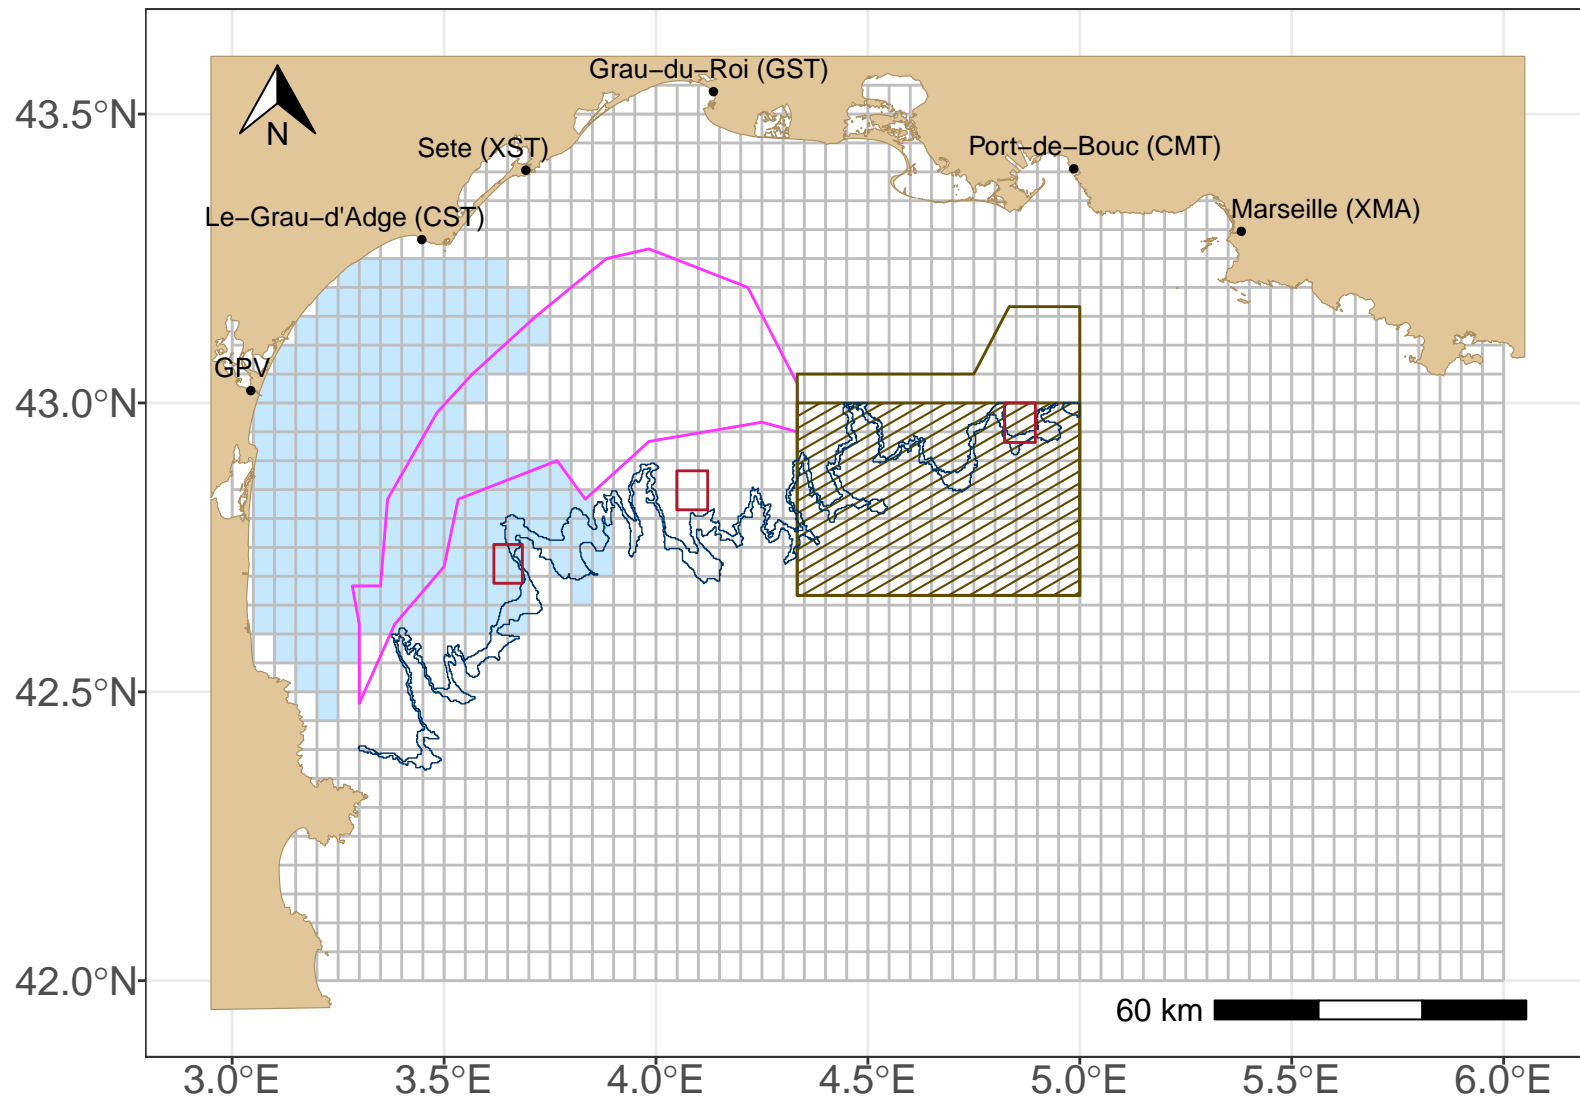 Grau−du−Roi (GST)
43.5°N
N
Sete (XST)
Port−de−Bouc (CMT)
Le−Grau−d'Adge (CST)
Marseille (XMA)
GPV
43.0°N
42.5°N
42.0°N
60 km
3.0°E 3.5°E 4.0°E 4.5°E 5.0°E 5.5°E 6.0°E